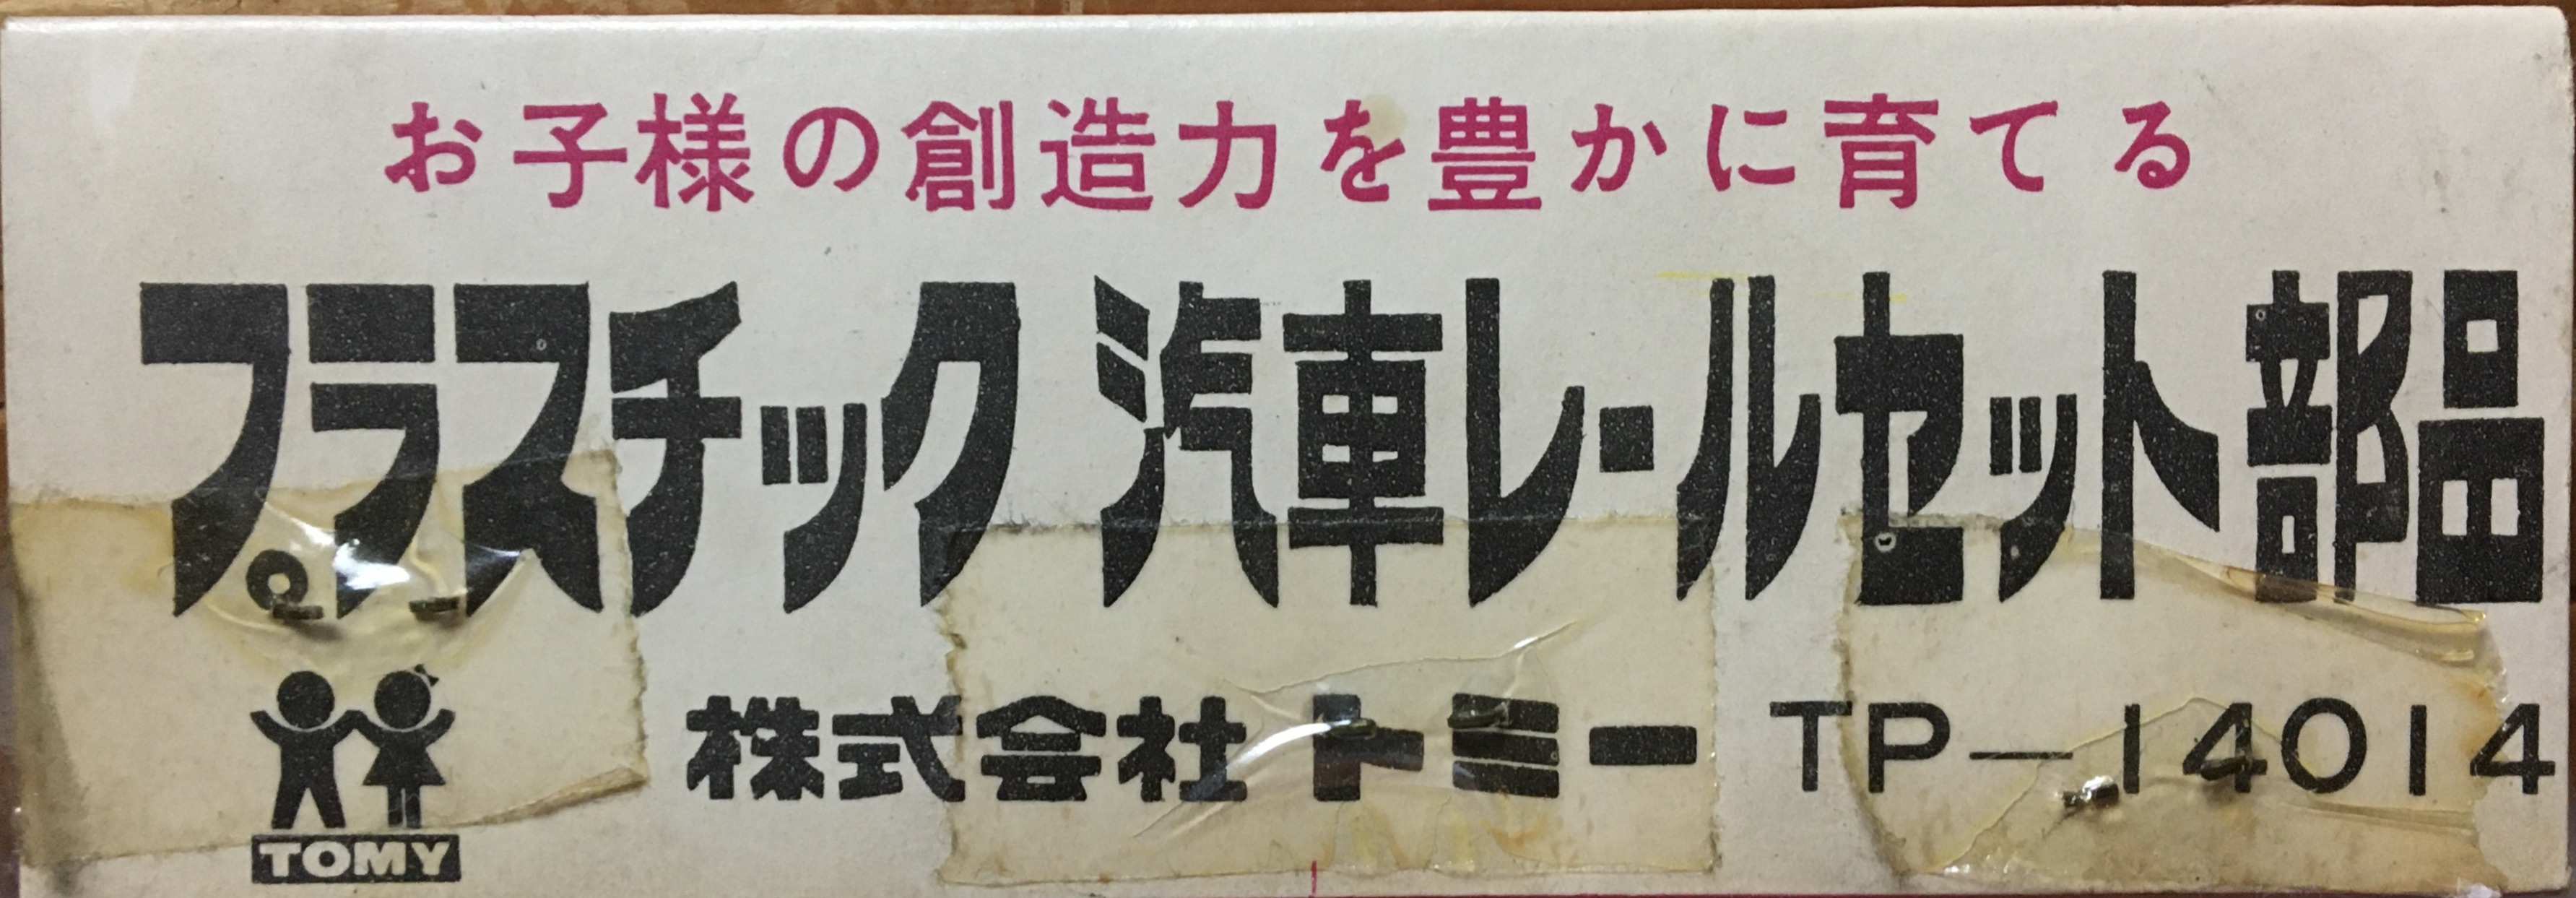 お子様の創造力を豊かに育てる
プラスチック 汽車レールセット部品
株式会社 トミー TP—14014
TOMY